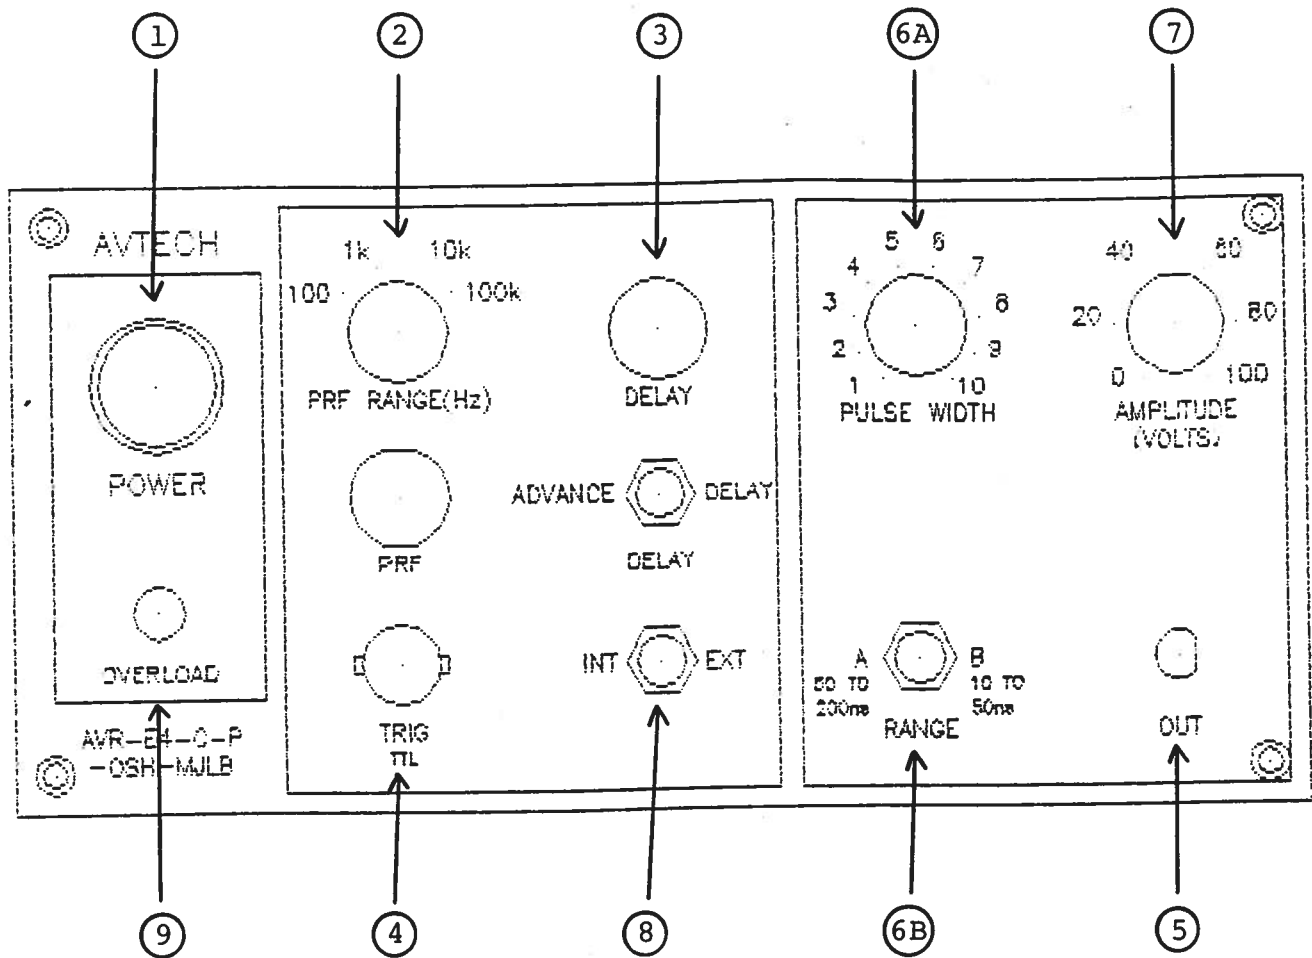 1 2 3 6A 7
AVTECH
POWER
OVERLOAD
AVR-E4-C-P
-OSH-MJLB
100 1k 10k 100k
PRF RANGE(Hz)
DELAY
PRF
ADVANCE DELAY
DELAY
TRIG
TTL
INT EXT
1 2 3 4 5 6 7 8 9 10
PULSE WIDTH
0 20 40 60 80 100
AMPLITUDE
(VOLTS)
A
50 TO
200ns
B
10 TO
50ns
RANGE
OUT
9 4 8 6B 5